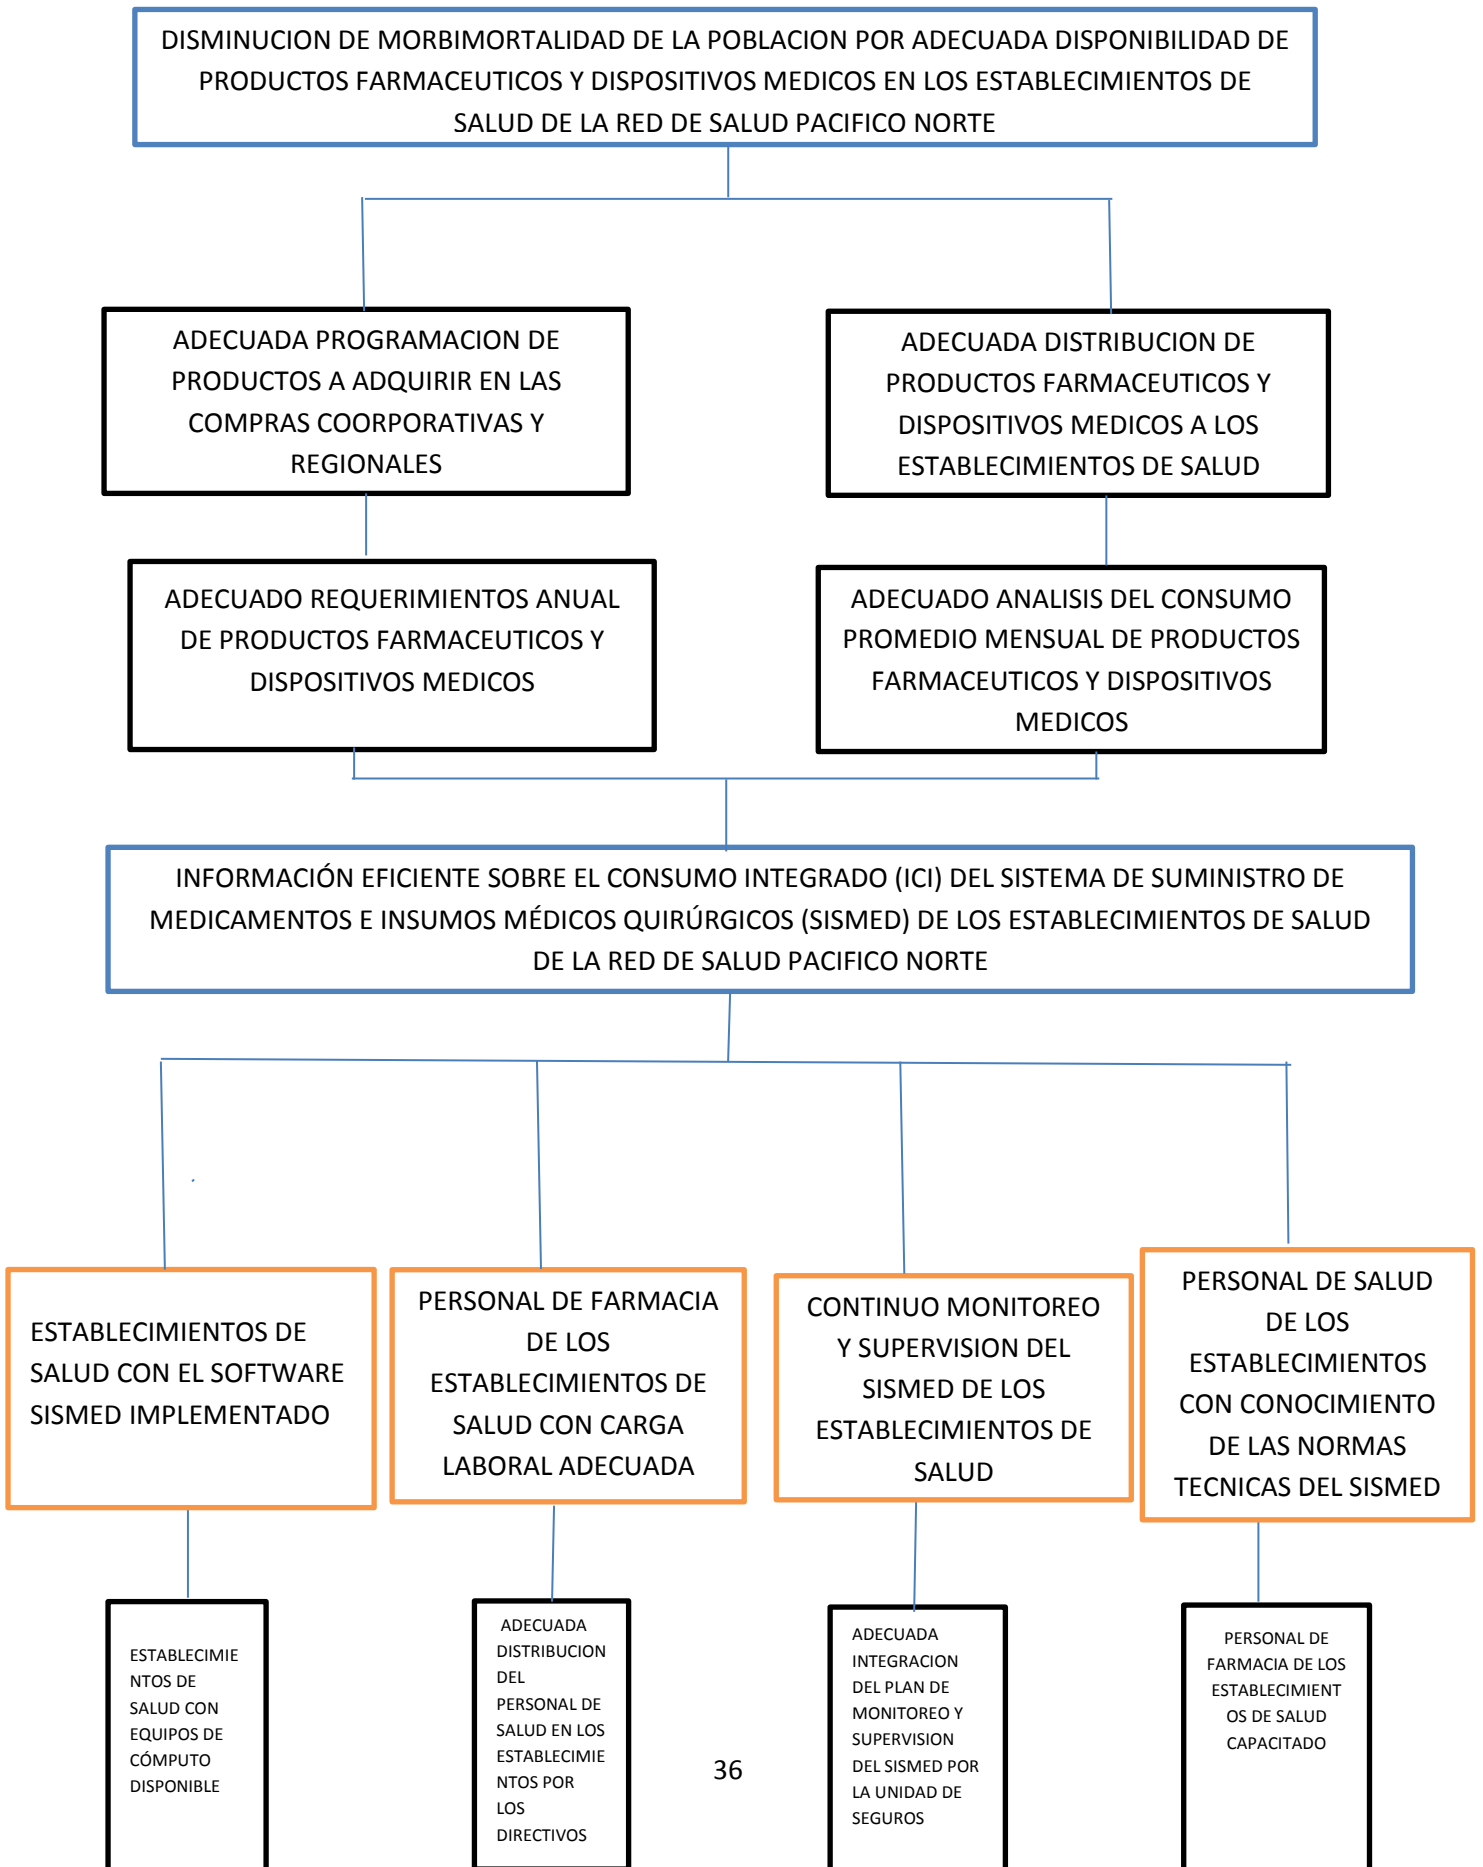 DISMINUCION DE MORBIMORTALIDAD DE LA POBLACION POR ADECUADA DISPONIBILIDAD DE
PRODUCTOS FARMACEUTICOS Y DISPOSITIVOS MEDICOS EN LOS ESTABLECIMIENTOS DE
SALUD DE LA RED DE SALUD PACIFICO NORTE
ADECUADA PROGRAMACION DE
PRODUCTOS A ADQUIRIR EN LAS
COMPRAS COORPORATIVAS Y
REGIONALES
ADECUADA DISTRIBUCION DE
PRODUCTOS FARMACEUTICOS Y
DISPOSITIVOS MEDICOS A LOS
ESTABLECIMIENTOS DE SALUD
ADECUADO REQUERIMIENTOS ANUAL
DE PRODUCTOS FARMACEUTICOS Y
DISPOSITIVOS MEDICOS
ADECUADO ANALISIS DEL CONSUMO
PROMEDIO MENSUAL DE PRODUCTOS
FARMACEUTICOS Y DISPOSITIVOS
MEDICOS
INFORMACIÓN EFICIENTE SOBRE EL CONSUMO INTEGRADO (ICI) DEL SISTEMA DE SUMINISTRO DE
MEDICAMENTOS E INSUMOS MÉDICOS QUIRÚRGICOS (SISMED) DE LOS ESTABLECIMIENTOS DE SALUD
DE LA RED DE SALUD PACIFICO NORTE
ESTABLECIMIENTOS DE
SALUD CON EL SOFTWARE
SISMED IMPLEMENTADO
PERSONAL DE FARMACIA
DE LOS
ESTABLECIMIENTOS DE
SALUD CON CARGA
LABORAL ADECUADA
CONTINUO MONITOREO
Y SUPERVISION DEL
SISMED DE LOS
ESTABLECIMIENTOS DE
SALUD
PERSONAL DE SALUD
DE LOS
ESTABLECIMIENTOS
CON CONOCIMIENTO
DE LAS NORMAS
TECNICAS DEL SISMED
ESTABLECIMIE
NTOS DE
SALUD CON
EQUIPOS DE
CÓMPUTO
DISPONIBLE
ADECUADA
DISTRIBUCION
DEL
PERSONAL DE
SALUD EN LOS
ESTABLECIMIE
NTOS POR
LOS
DIRECTIVOS
ADECUADA
INTEGRACION
DEL PLAN DE
MONITOREO Y
SUPERVISION
DEL SISMED POR
LA UNIDAD DE
SEGUROS
PERSONAL DE
FARMACIA DE LOS
ESTABLECIMIENT
OS DE SALUD
CAPACITADO
36